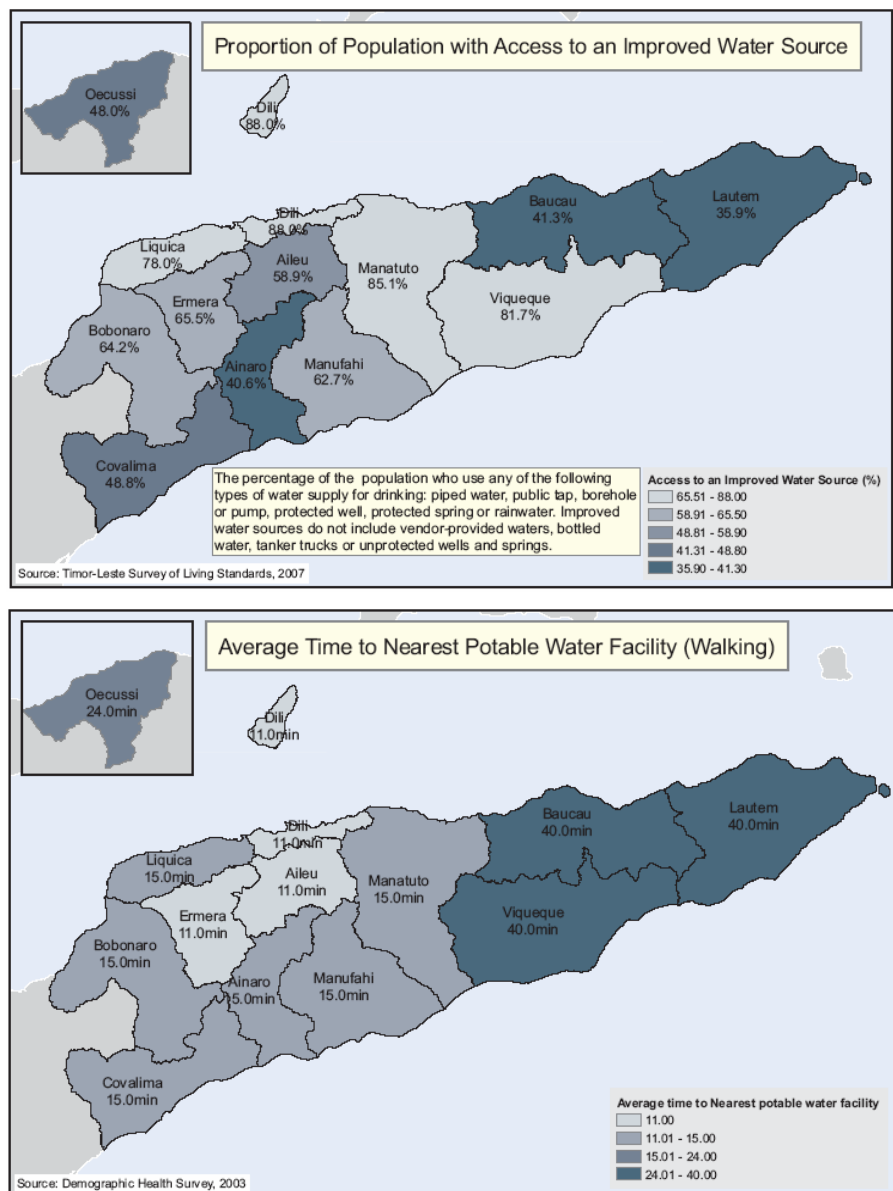 Proportion of Population with Access to an Improved Water Source
Oecussi
48.0%
Dili
88.0%
Baucau
41.3%
Lautem
35.9%
Dili
88.0%
Liquica
78.0%
Aileu
58.9%
Manatuto
85.1%
Viqueque
81.7%
Ermera
65.5%
Bobonaro
64.2%
Ainaro
40.6%
Manufahi
62.7%
Covalima
48.8%
The percentage of the population who use any of the following
types of water supply for drinking: piped water, public tap, borehole
or pump, protected well, protected spring or rainwater. Improved
water sources do not include vendor-provided waters, bottled
water, tanker trucks or unprotected wells and springs.
Access to an Improved Water Source (%)
65.51 - 88.00
58.91 - 65.50
48.81 - 58.90
41.31 - 48.80
35.90 - 41.30
Source: Timor-Leste Survey of Living Standards, 2007
Average Time to Nearest Potable Water Facility (Walking)
Oecussi
24.0min
Dili
11.0min
Baucau
40.0min
Lautem
40.0min
Dili
11.0min
Liquica
15.0min
Aileu
11.0min
Manatuto
15.0min
Viqueque
40.0min
Ermera
11.0min
Bobonaro
15.0min
Ainaro
5.0min
Manufahi
15.0min
Covalima
15.0min
Average time to Nearest potable water facility
11.00
11.01 - 15.00
15.01 - 24.00
24.01 - 40.00
Source: Demographic Health Survey, 2003